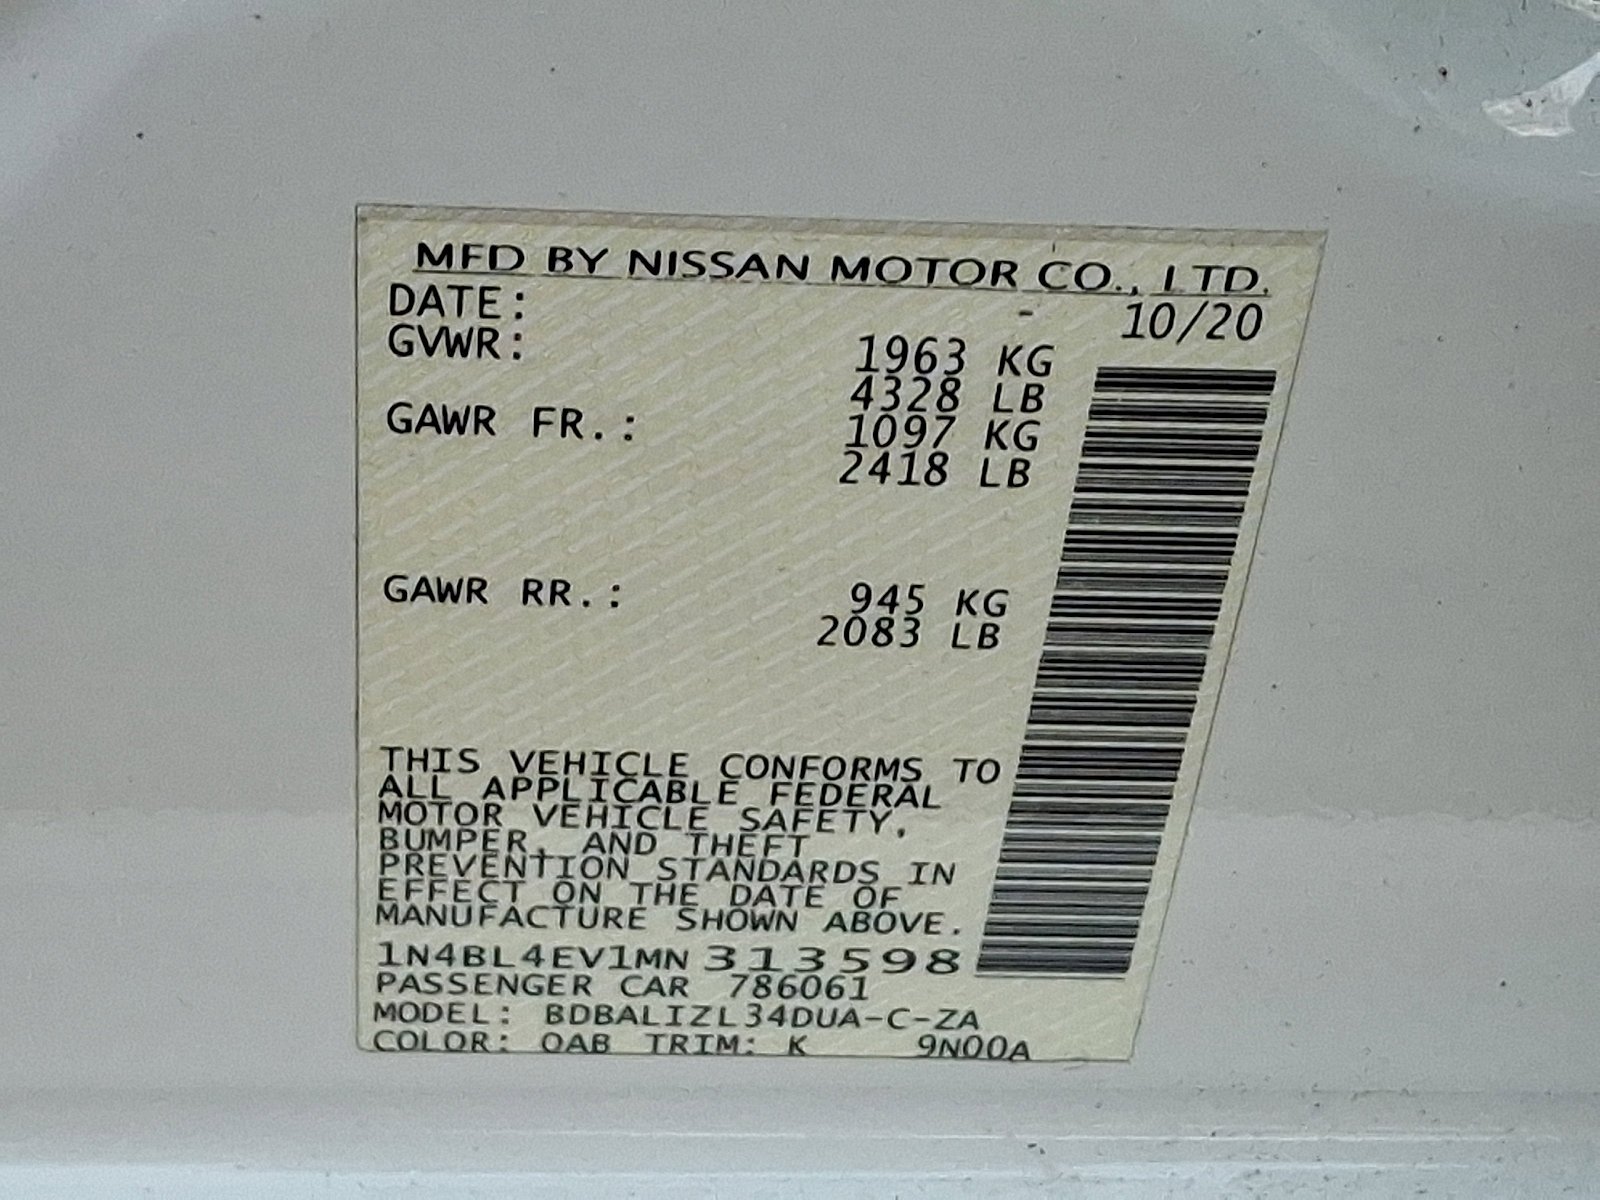 MFD BY NISSAN MOTOR CO., LTD.
DATE: - 10/20
GVWR: 1963 KG
4328 LB
GAWR FR.: 1097 KG
2418 LB
GAWR RR.: 945 KG
2083 LB
THIS VEHICLE CONFORMS TO
ALL APPLICABLE FEDERAL
MOTOR VEHICLE SAFETY,
BUMPER, AND THEFT
PREVENTION STANDARDS IN
EFFECT ON THE DATE OF
MANUFACTURE SHOWN ABOVE.
1N4BL4EV1MN313598
PASSENGER CAR 786061
MODEL: BDBALIZL34DUA-C-ZA
COLOR: QAB TRIM: K 9N00A